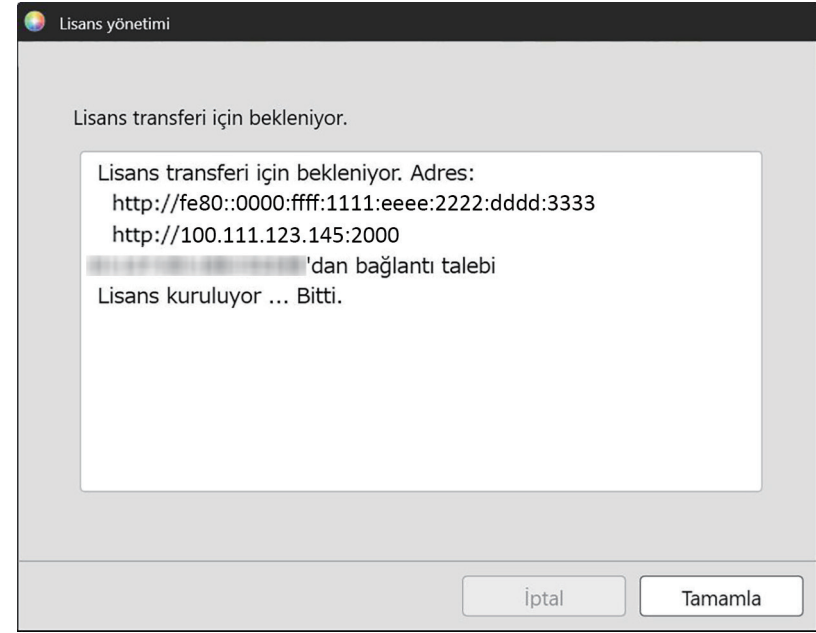 Lisans yönetimi
Lisans transferi için bekleniyor.
Lisans transferi için bekleniyor. Adres:
http://fe80::0000:ffff:1111:eeee:2222:dddd:3333
http://100.111.123.145:2000
'dan bağlantı talebi
Lisans kuruluyor ... Bitti.
İptal
Tamamla